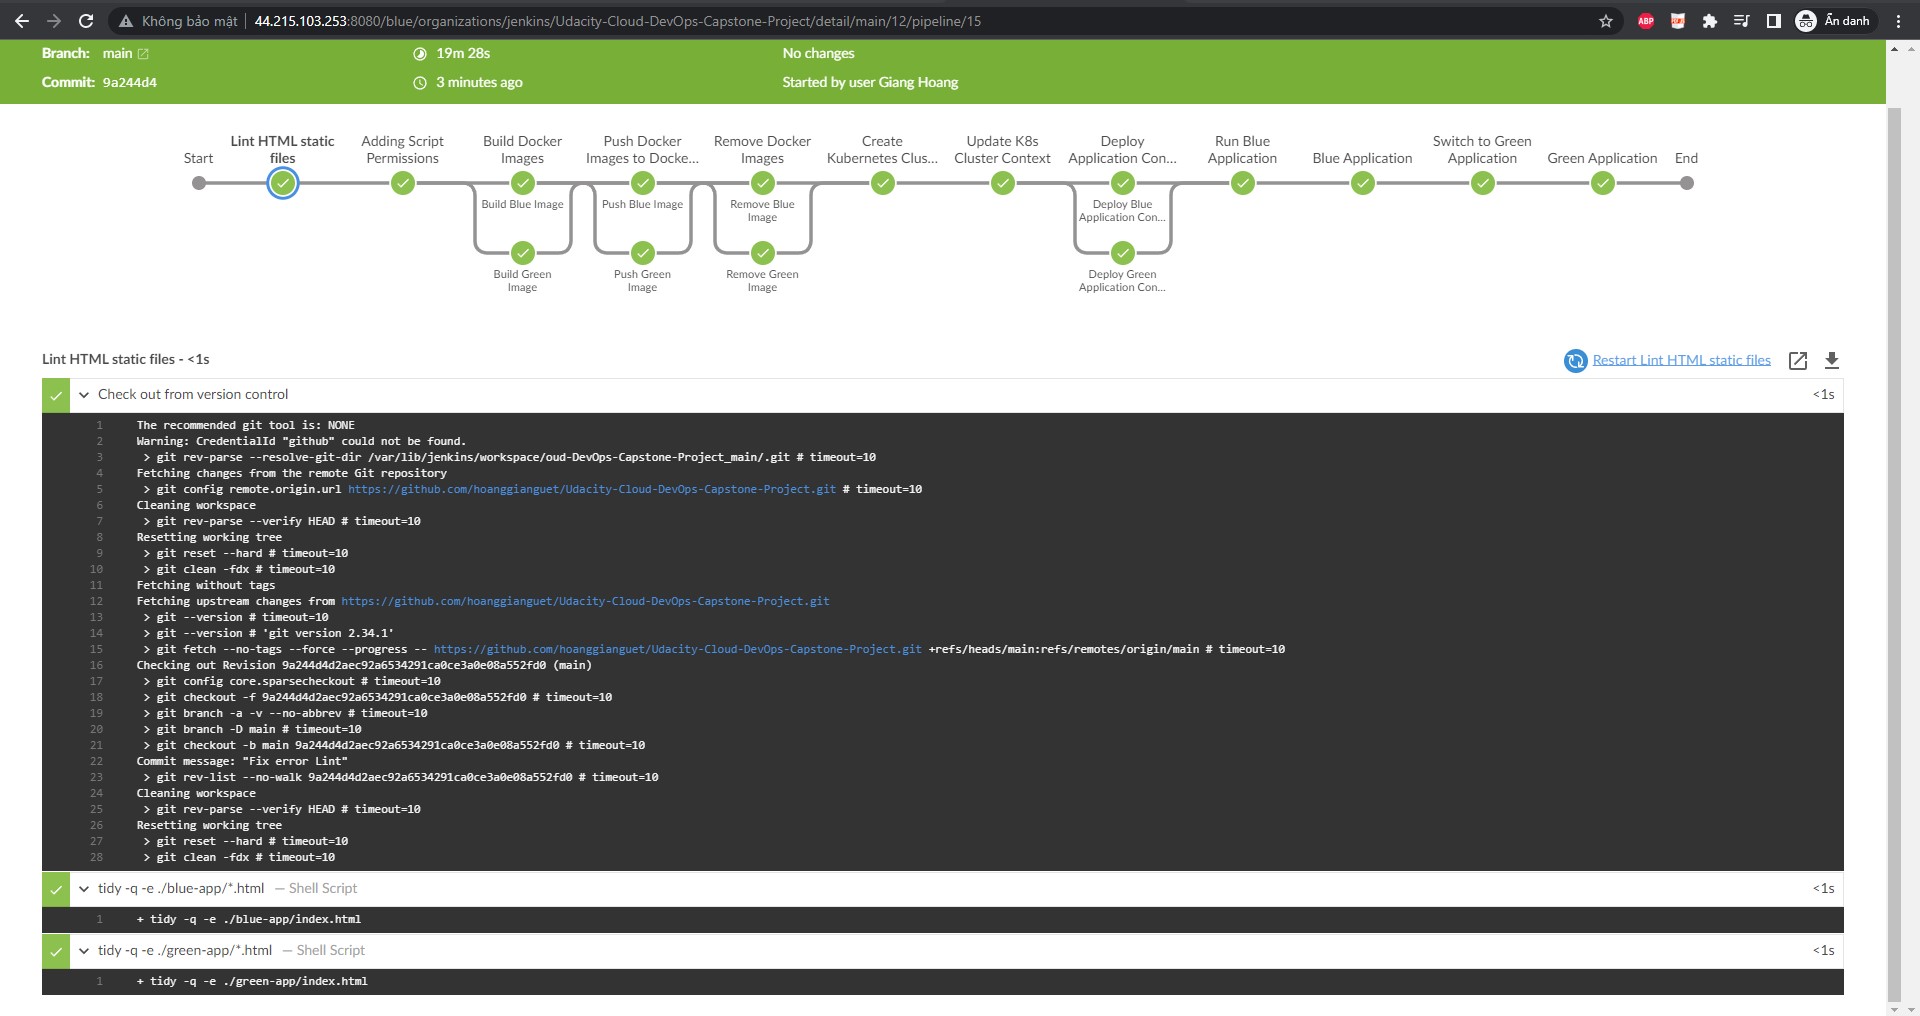 Không bảo mật
44.215.103.253:8080/blue/organizations/jenkins/Udacity-Cloud-DevOps-Capstone-Project/detail/main/12/pipeline/15
ABP
Ẩn danh
Branch: main
19m 28s
No changes
Commit: 9a244d4
3 minutes ago
Started by user Giang Hoang
Start
Lint HTML static
files
Adding Script
Permissions
Build Docker
Images
Push Docker
Images to Docke...
Remove Docker
Images
Create
Kubernetes Clus...
Update K8s
Cluster Context
Deploy
Application Con...
Run Blue
Application
Blue Application
Switch to Green
Application
Green Application
End
Build Blue Image
Push Blue Image
Remove Blue
Image
Deploy Blue
Application Con...
Build Green
Image
Push Green
Image
Remove Green
Image
Deploy Green
Application Con...
Lint HTML static files - <1s
Restart Lint HTML static files
Check out from version control
<1s
1 The recommended git tool is: NONE
2 Warning: CredentialId "github" could not be found.
3 > git rev-parse --resolve-git-dir /var/lib/jenkins/workspace/oud-DevOps-Capstone-Project_main/.git # timeout=10
4 Fetching changes from the remote Git repository
5 > git config remote.origin.url https://github.com/hoanggianguet/Udacity-Cloud-DevOps-Capstone-Project.git # timeout=10
6 Cleaning workspace
7 > git rev-parse --verify HEAD # timeout=10
8 Resetting working tree
9 > git reset --hard # timeout=10
10 > git clean -fdx # timeout=10
11 Fetching without tags
12 Fetching upstream changes from https://github.com/hoanggianguet/Udacity-Cloud-DevOps-Capstone-Project.git
13 > git --version # timeout=10
14 > git --version # 'git version 2.34.1'
15 > git fetch --no-tags --force --progress -- https://github.com/hoanggianguet/Udacity-Cloud-DevOps-Capstone-Project.git +refs/heads/main:refs/remotes/origin/main # timeout=10
16 Checking out Revision 9a244d4d2aec92a6534291ca0ce3a0e08a552fd0 (main)
17 > git config core.sparsecheckout # timeout=10
18 > git checkout -f 9a244d4d2aec92a6534291ca0ce3a0e08a552fd0 # timeout=10
19 > git branch -a -v --no-abbrev # timeout=10
20 > git branch -D main # timeout=10
21 > git checkout -b main 9a244d4d2aec92a6534291ca0ce3a0e08a552fd0 # timeout=10
22 Commit message: "Fix error Lint"
23 > git rev-list --no-walk 9a244d4d2aec92a6534291ca0ce3a0e08a552fd0 # timeout=10
24 Cleaning workspace
25 > git rev-parse --verify HEAD # timeout=10
26 Resetting working tree
27 > git reset --hard # timeout=10
28 > git clean -fdx # timeout=10
tidy -q -e ./blue-app/*.html — Shell Script
<1s
1 + tidy -q -e ./blue-app/index.html
tidy -q -e ./green-app/*.html — Shell Script
<1s
1 + tidy -q -e ./green-app/index.html